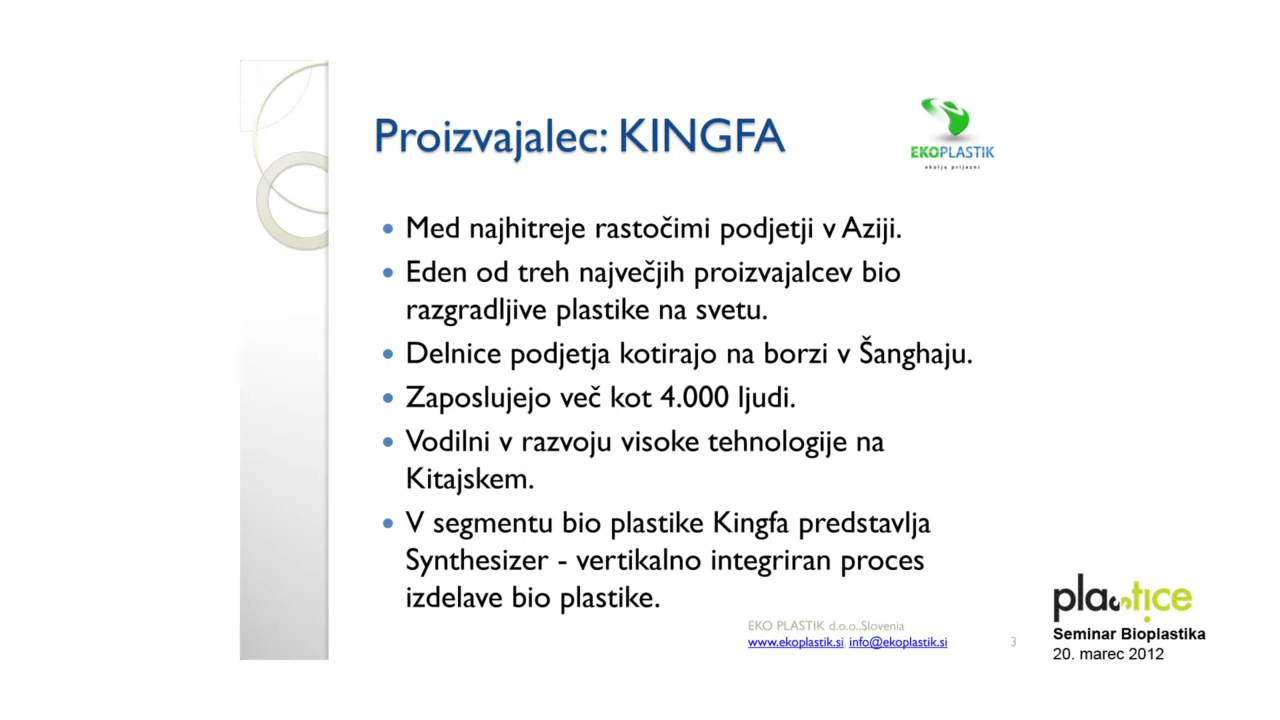 Proizvajalec: KINGFA
EKOPLASTIK
okolju prijazni
• Med najhitreje rastočimi podjetji v Aziji.
• Eden od treh največjih proizvajalcev bio
razgradljive plastike na svetu.
• Delnice podjetja kotirajo na borzi v Šanghaju.
• Zaposlujejo več kot 4.000 ljudi.
• Vodilni v razvoju visoke tehnologije na
Kitajskem.
• V segmentu bio plastike Kingfa predstavlja
Synthesizer - vertikalno integriran proces
izdelave bio plastike.
EKO PLASTIK d.o.o..Slovenia
www.ekoplastik.si, info@ekoplastik.si
3
plastice
Seminar Bioplastika
20. marec 2012